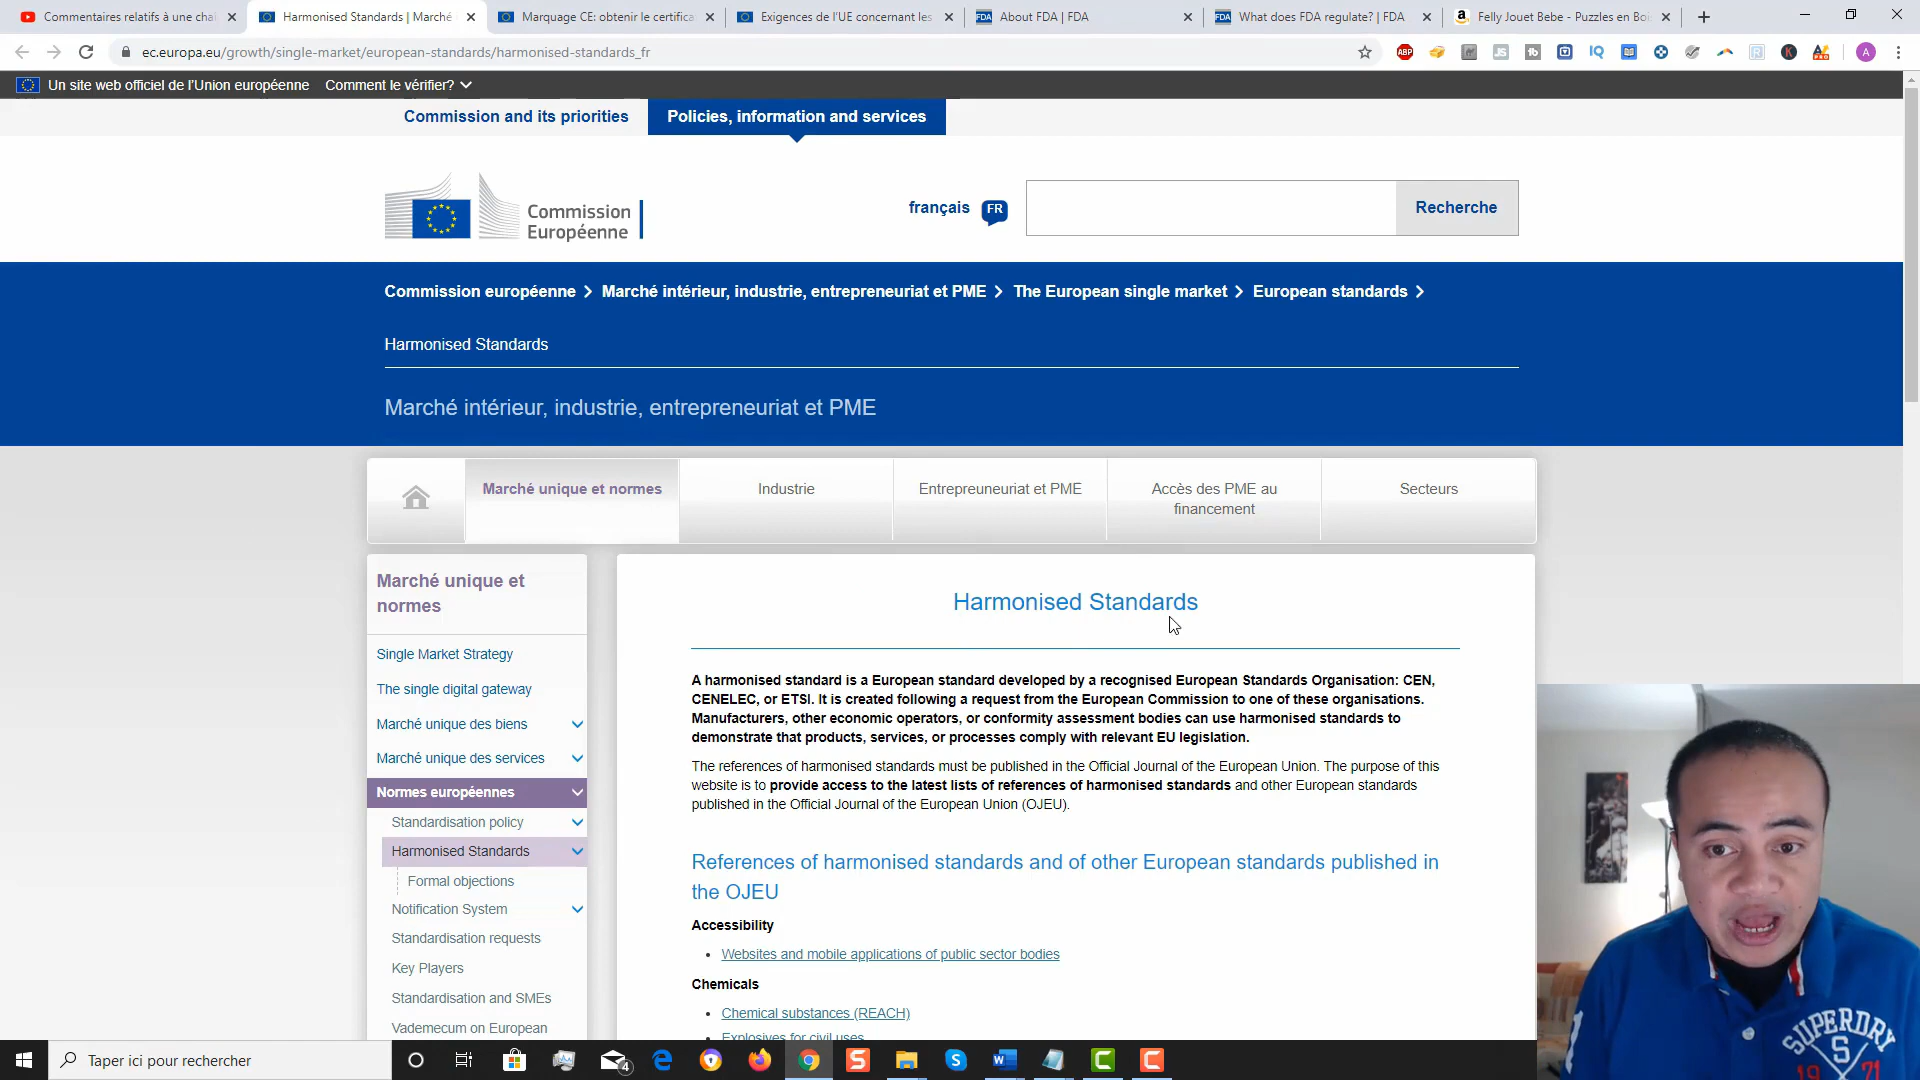 Commentaires relatifs à une cha
Harmonised Standards | Marché
Marquage CE: obtenir le certifica
Exigences de l'UE concernant les
FDA About FDA | FDA
FDA What does FDA regulate? | FDA
Felly Jouet Bebe - Puzzles en Boi
ec.europa.eu/growth/single-market/european-standards/harmonised-standards_fr
ABP
JS
IQ
R
K
A
Un site web officiel de l'Union européenne
Comment le vérifier?
Commission and its priorities
Policies, information and services
Commission
Européenne
français FR
Recherche
Commission européenne
Marché intérieur, industrie, entrepreneuriat et PME
The European single market
European standards
Harmonised Standards
Marché intérieur, industrie, entrepreneuriat et PME
Marché unique et normes
Industrie
Entrepreuneuriat et PME
Accès des PME au
financement
Secteurs
Marché unique et
normes
Single Market Strategy
The single digital gateway
Marché unique des biens
Marché unique des services
Normes européennes
Standardisation policy
Harmonised Standards
Formal objections
Notification System
Standardisation requests
Key Players
Standardisation and SMEs
Vademecum on European
Harmonised Standards
A harmonised standard is a European standard developed by a recognised European Standards Organisation: CEN,
CENELEC, or ETSI. It is created following a request from the European Commission to one of these organisations.
Manufacturers, other economic operators, or conformity assessment bodies can use harmonised standards to
demonstrate that products, services, or processes comply with relevant EU legislation.
The references of harmonised standards must be published in the Official Journal of the European Union. The purpose of this
website is to provide access to the latest lists of references of harmonised standards and other European standards
published in the Official Journal of the European Union (OJEU).
References of harmonised standards and of other European standards published in
the OJEU
Accessibility
• Websites and mobile applications of public sector bodies
Chemicals
• Chemical substances (REACH)
Explosives for civil uses
SUPERDRY
S
19 71
Taper ici pour rechercher
4